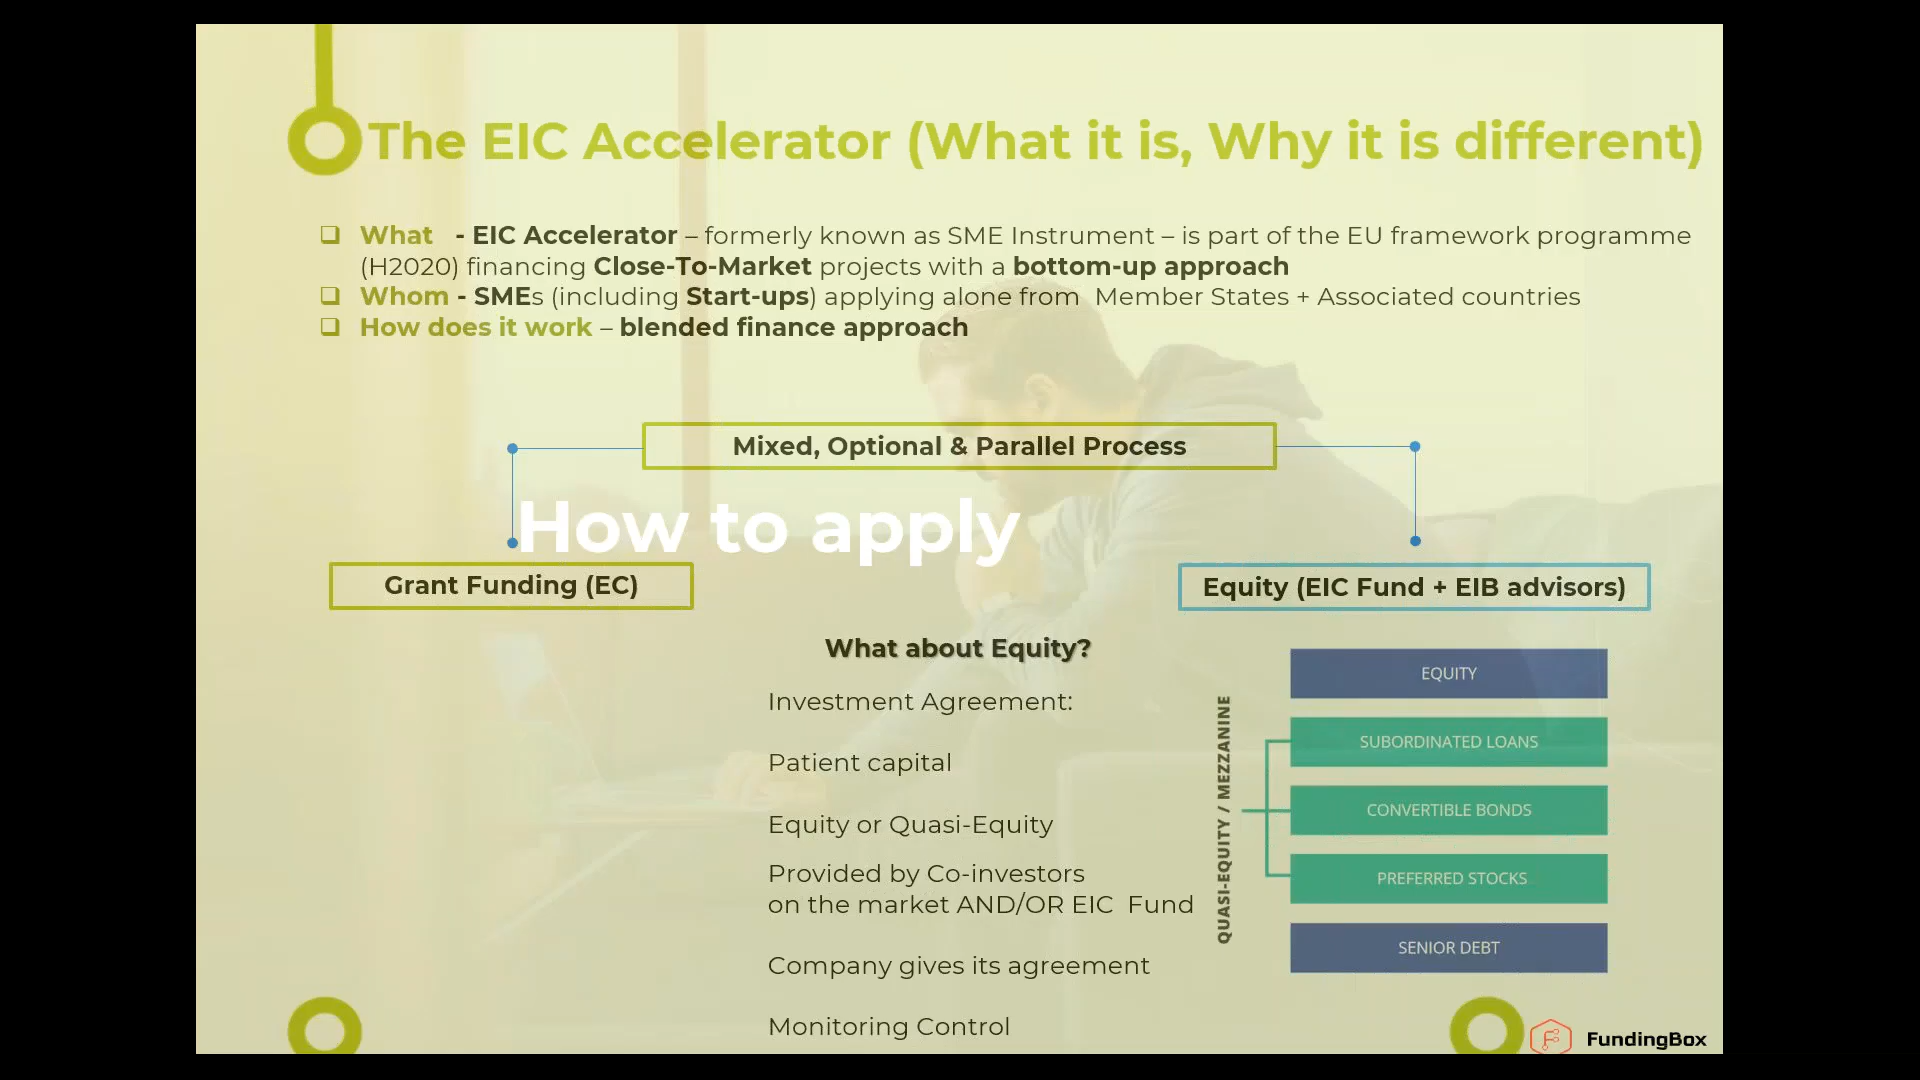 The EIC Accelerator (What it is, Why it is different)
❑ What - EIC Accelerator – formerly known as SME Instrument – is part of the EU framework programme
(H2020) financing Close-To-Market projects with a bottom-up approach
❑ Whom - SMEs (including Start-ups) applying alone from Member States + Associated countries
❑ How does it work – blended finance approach
Mixed, Optional & Parallel Process
How to apply
Grant Funding (EC)
Equity (EIC Fund + EIB advisors)
What about Equity?
Investment Agreement:
Patient capital
Equity or Quasi-Equity
Provided by Co-investors
on the market AND/OR EIC Fund
Company gives its agreement
Monitoring Control
QUASI-EQUITY / MEZZANINE
EQUITY
SUBORDINATED LOANS
CONVERTIBLE BONDS
PREFERRED STOCKS
SENIOR DEBT
FundingBox